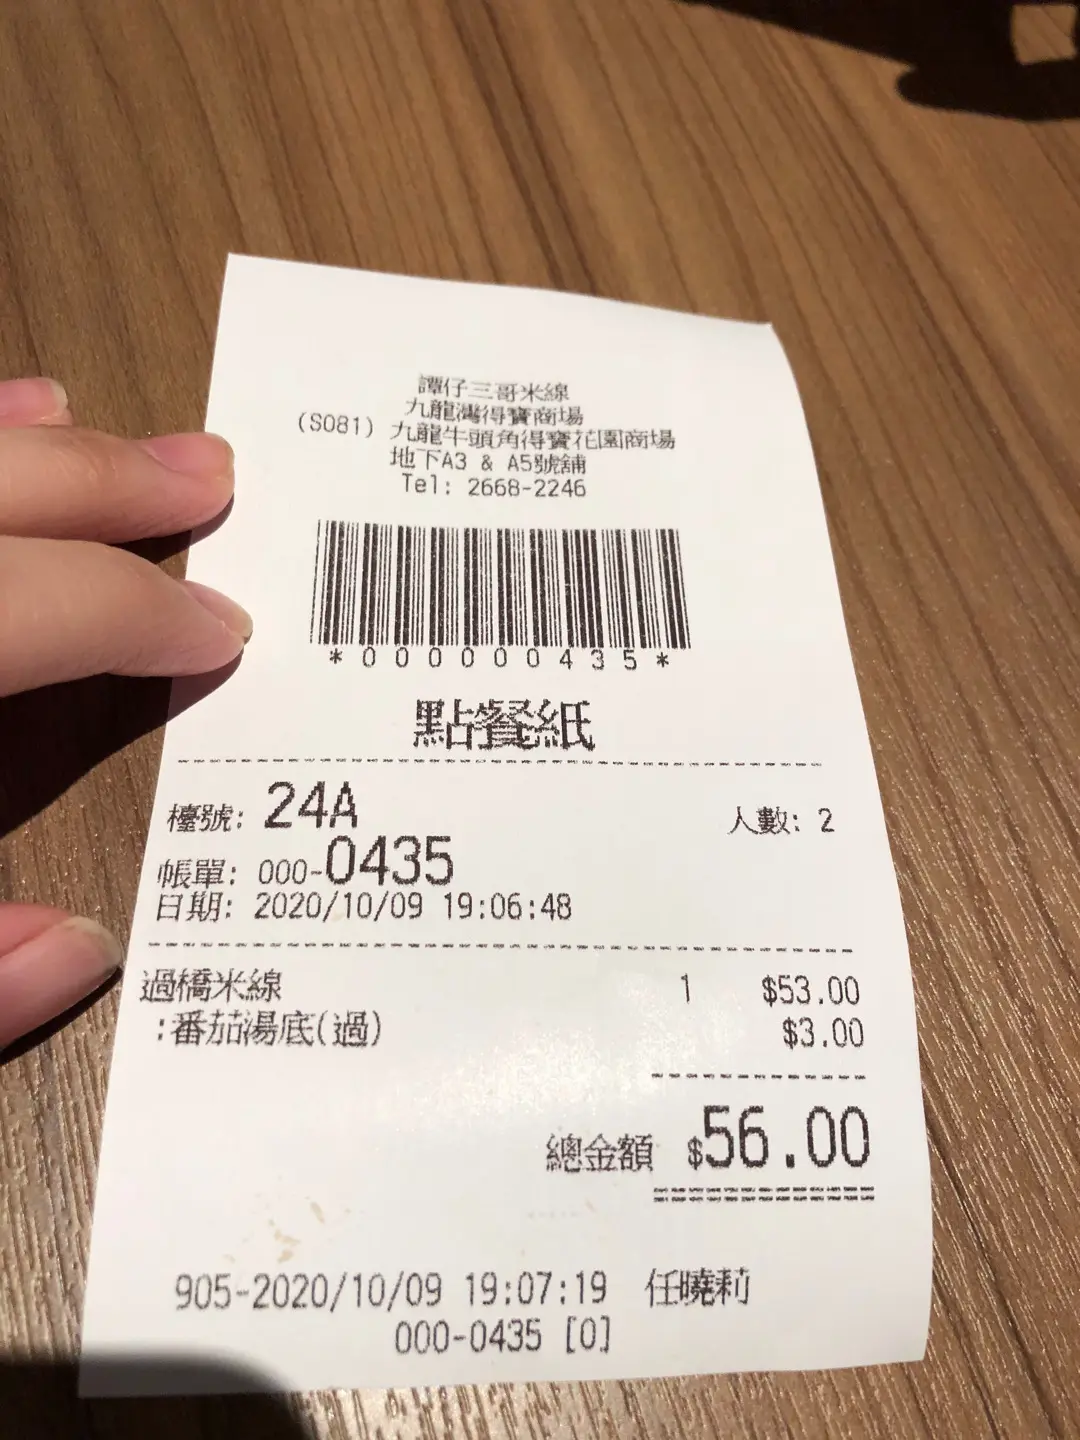 譚仔三哥米線
九龍灣得寶商場
(S081) 九龍牛頭角得寶花園商場
地下A3 & A5號舖
Tel: 2668-2246
*000000435*
點餐紙
檯號: 24A 人數: 2
帳單: 000-0435
日期: 2020/10/09 19:06:48
過橋米線 1 $53.00
:番茄湯底(過) $3.00
總金額 $56.00
905-2020/10/09 19:07:19 任曉莉
000-0435 [0]